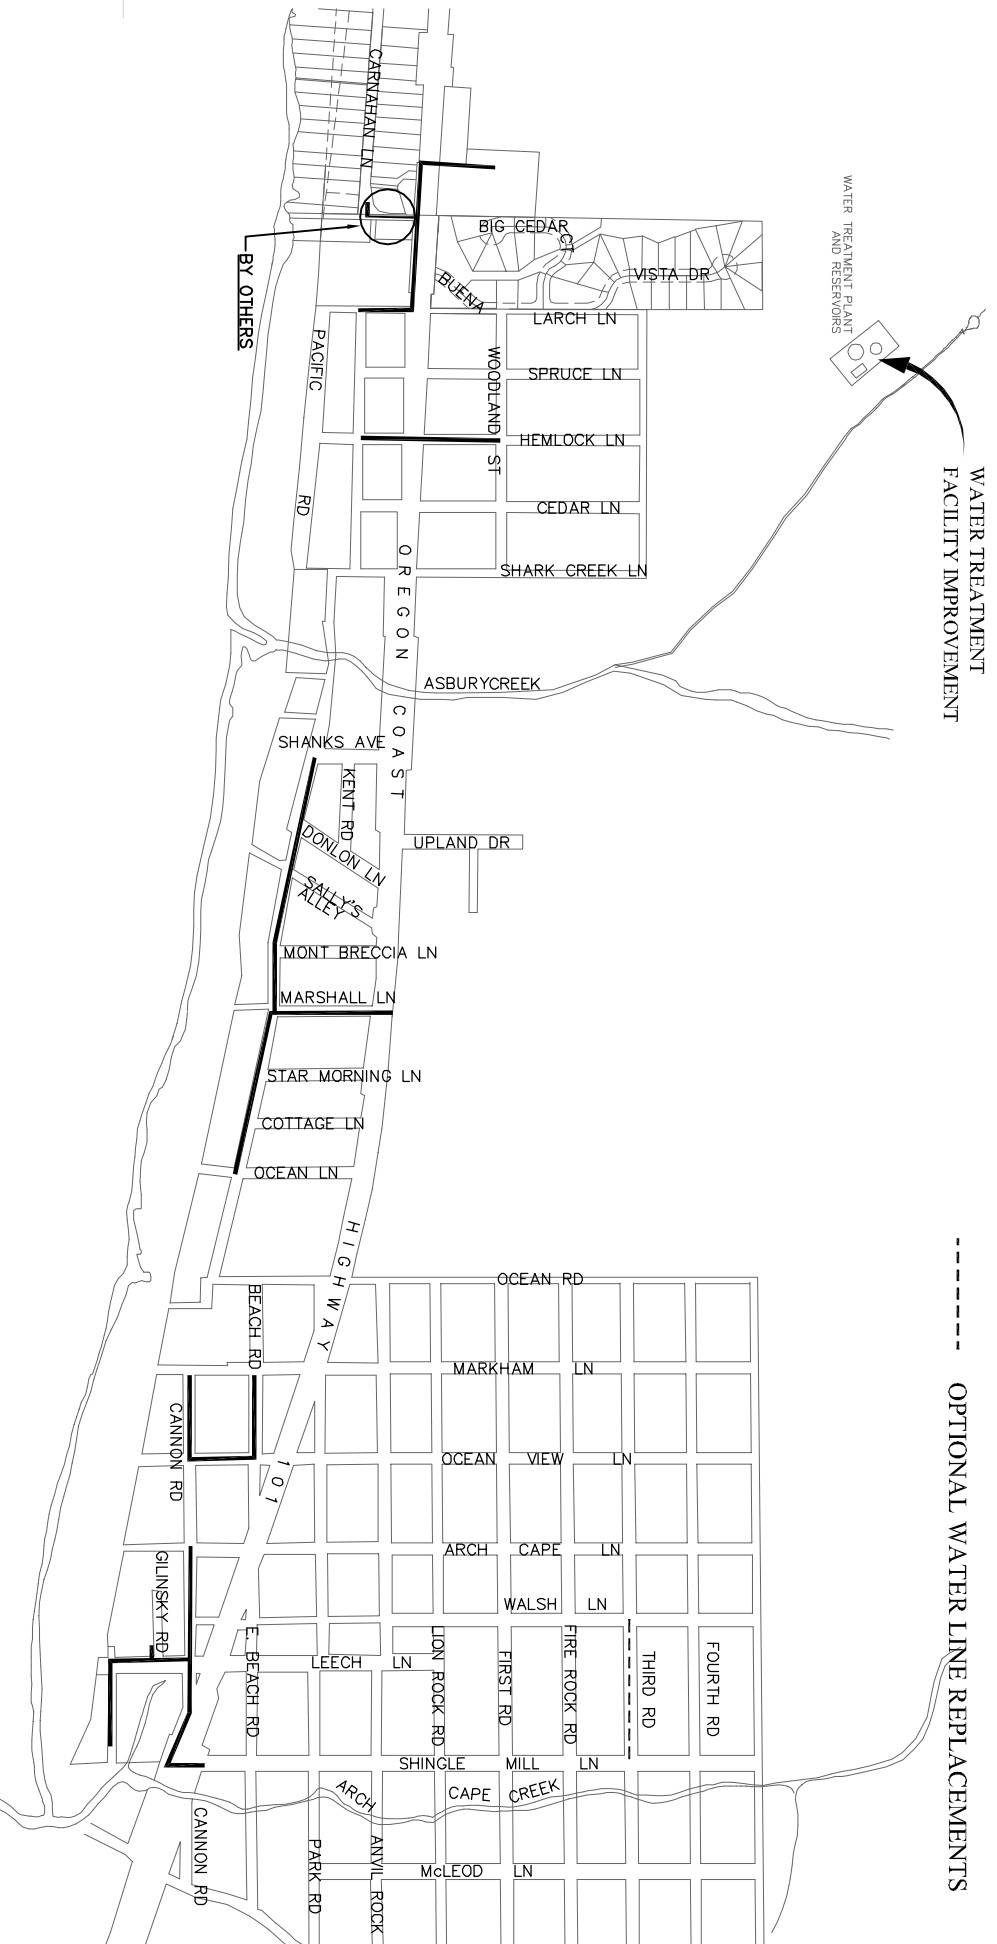 CARNAHAN LN
BY OTHERS
BIG CEDAR
CT
VISTA DR
BUENA
WATER TREATMENT PLANT
AND RESERVOIRS
WATER TREATMENT
FACILITY IMPROVEMENT
LARCH LN
PACIFIC
RD
WOODLAND
ST
SPRUCE LN
HEMLOCK LN
CEDAR LN
SHARK CREEK LN
OREGON COAST
ASBURYCREEK
SHANKS AVE
KENT RD
DONLON LN
SALLY'S
ALLEY
UPLAND DR
MONT BRECCIA LN
MARSHALL LN
STAR MORNING LN
COTTAGE LN
OCEAN LN
HIGHWAY
101
OCEAN RD
BEACH RD
MARKHAM LN
CANNON RD
OCEAN VIEW LN
ARCH CAPE LN
GILINSKY RD
WALSH LN
E. BEACH RD
LEECH LN
LION ROCK RD
FIRST RD
FIRE ROCK RD
THIRD RD
FOURTH RD
SHINGLE MILL LN
ARCH CAPE CREEK
CANNON RD
PARK RD
ANVIL ROCK
McLEOD LN
OPTIONAL WATER LINE REPLACEMENTS